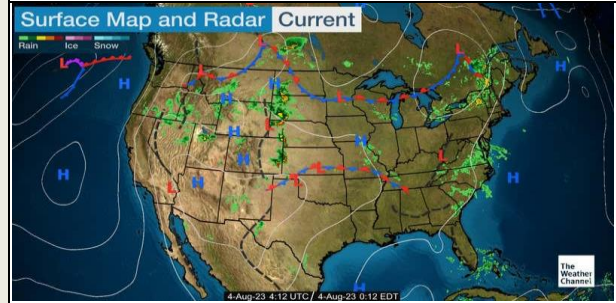 Surface Map and Radar Current
Rain Ice Snow
L
L
L
L
H
H
H
H
L
L
H
H
H
H
L
L
H
L
L
H
L
H
The
Weather
Channel
4-Aug-23 4:12 UTC / 4-Aug-23 0:12 EDT